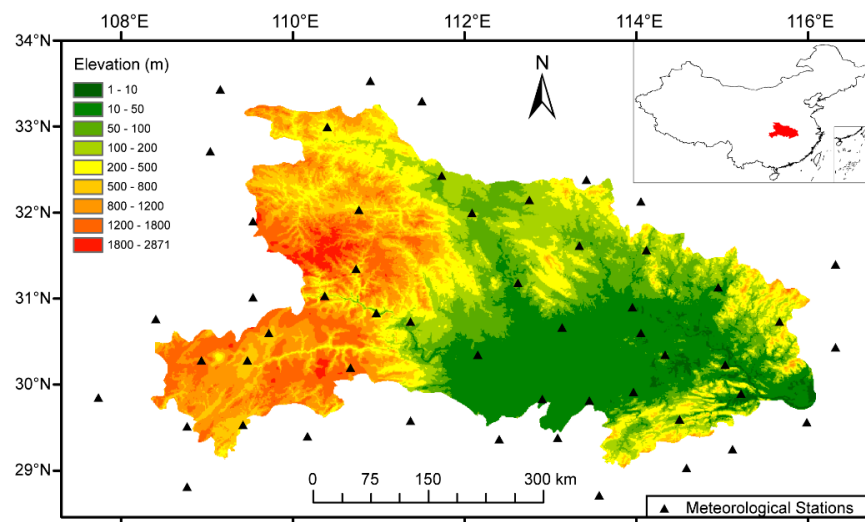 108°E 110°E 112°E 114°E 116°E
34°N
33°N
32°N
31°N
30°N
29°N
Elevation (m)
1 - 10
10 - 50
50 - 100
100 - 200
200 - 500
500 - 800
800 - 1200
1200 - 1800
1800 - 2871
N
0 75 150 300 km
Meteorological Stations